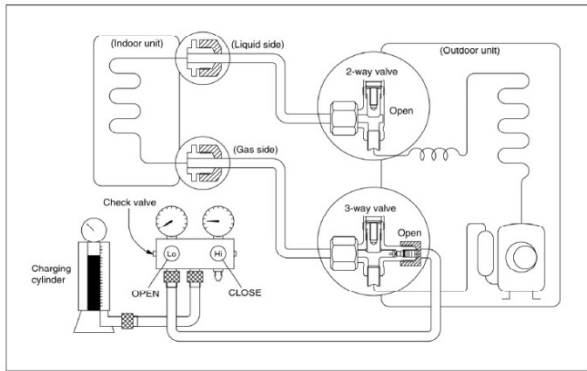 (Indoor unit)
(Liquid side)
(Outdoor unit)
2-way valve
Open
(Gas side)
3-way valve
Open
Check valve
Lo
Hi
Charging
cylinder
OPEN
CLOSE